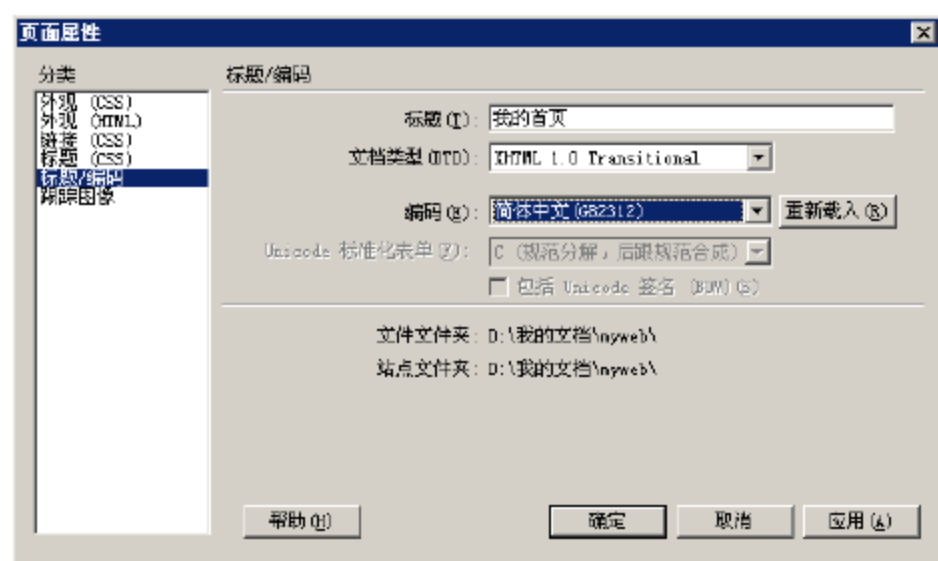 页面属性
分类
外观 (CSS)
外观 (HTML)
链接 (CSS)
标题 (CSS)
标题/编码
跟踪图像
标题/编码
标题(T): 我的首页
文档类型(DTD): XHTML 1.0 Transitional
编码(E): 简体中文(GB2312) 重新载入(R)
Unicode 标准化表单(F): C (规范分解，后跟规范合成)
包括 Unicode 签名 (BOM)(S)
文件文件夹: D:\我的文档\myweb\
站点文件夹: D:\我的文档\myweb\
帮助(H) 确定 取消 应用(A)